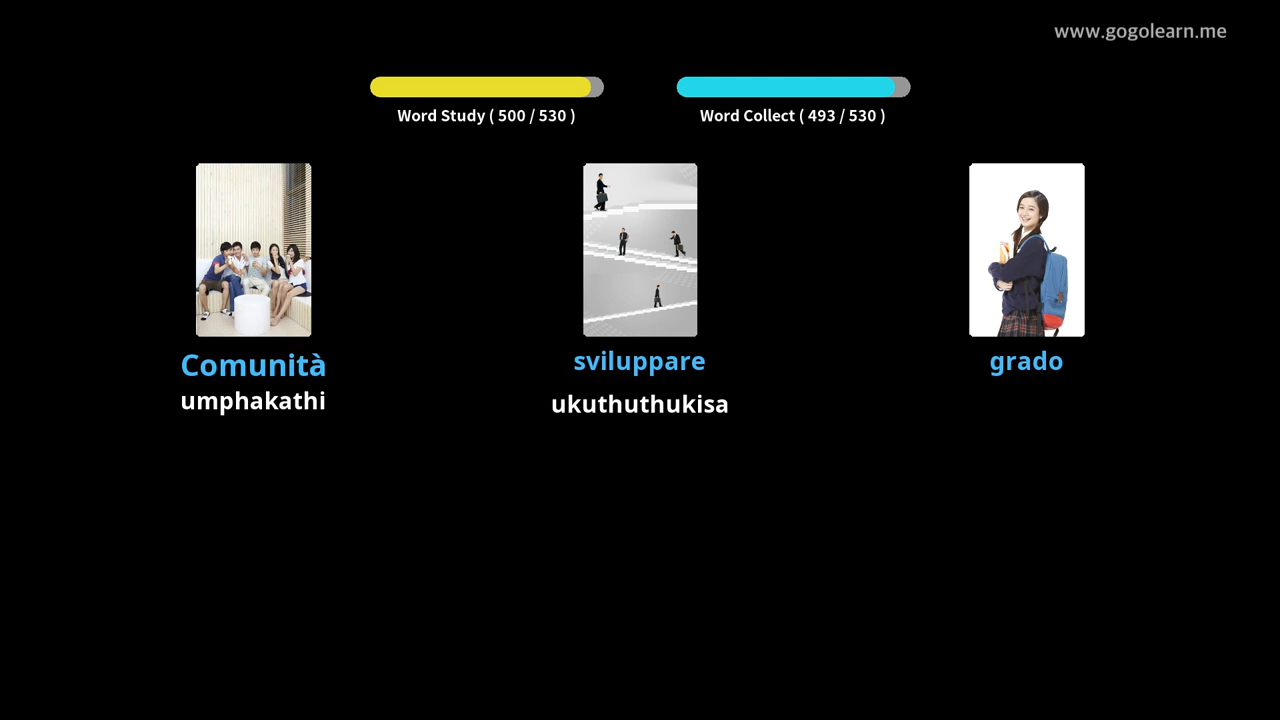 www.gogolearn.me
Word Study ( 500 / 530 )
Word Collect ( 493 / 530 )
Comunità
umphakathi
sviluppare
ukuthuthukisa
grado